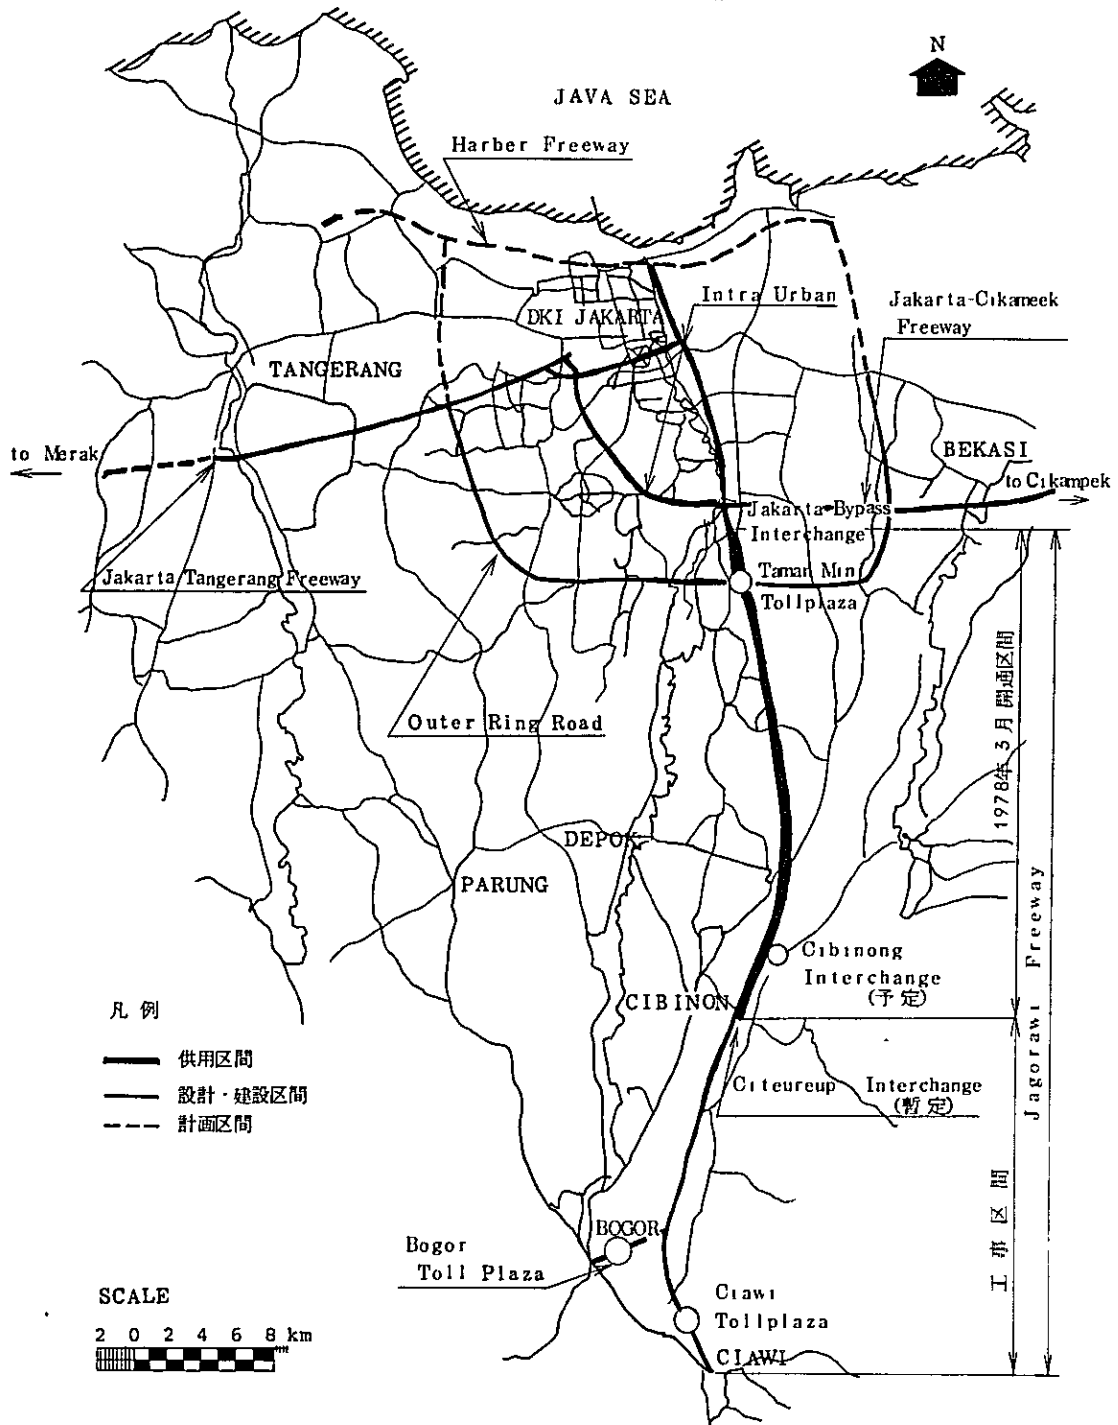 N
JAVA SEA
Harber Freeway
Intra Urban
Jakarta-Cikameek
Freeway
DKI JAKARTA
TANGERANG
to Merak
BEKASI
to Cikampek
Jakarta-Bypass
Interchange
Jakarta Tangerang Freeway
Taman Mini
Tollplaza
Outer Ring Road
1978年3月開通区間
DEPOK
PARUNG
Jagorawi Freeway
Cibinong
Interchange
(予定)
CIBINON
凡例
供用区間
設計・建設区間
計画区間
Citeureup Interchange
(暫定)
工事区間
BOGOR
Bogor
Toll Plaza
Ciawi
Tollplaza
CIAWI
SCALE
2 0 2 4 6 8 km